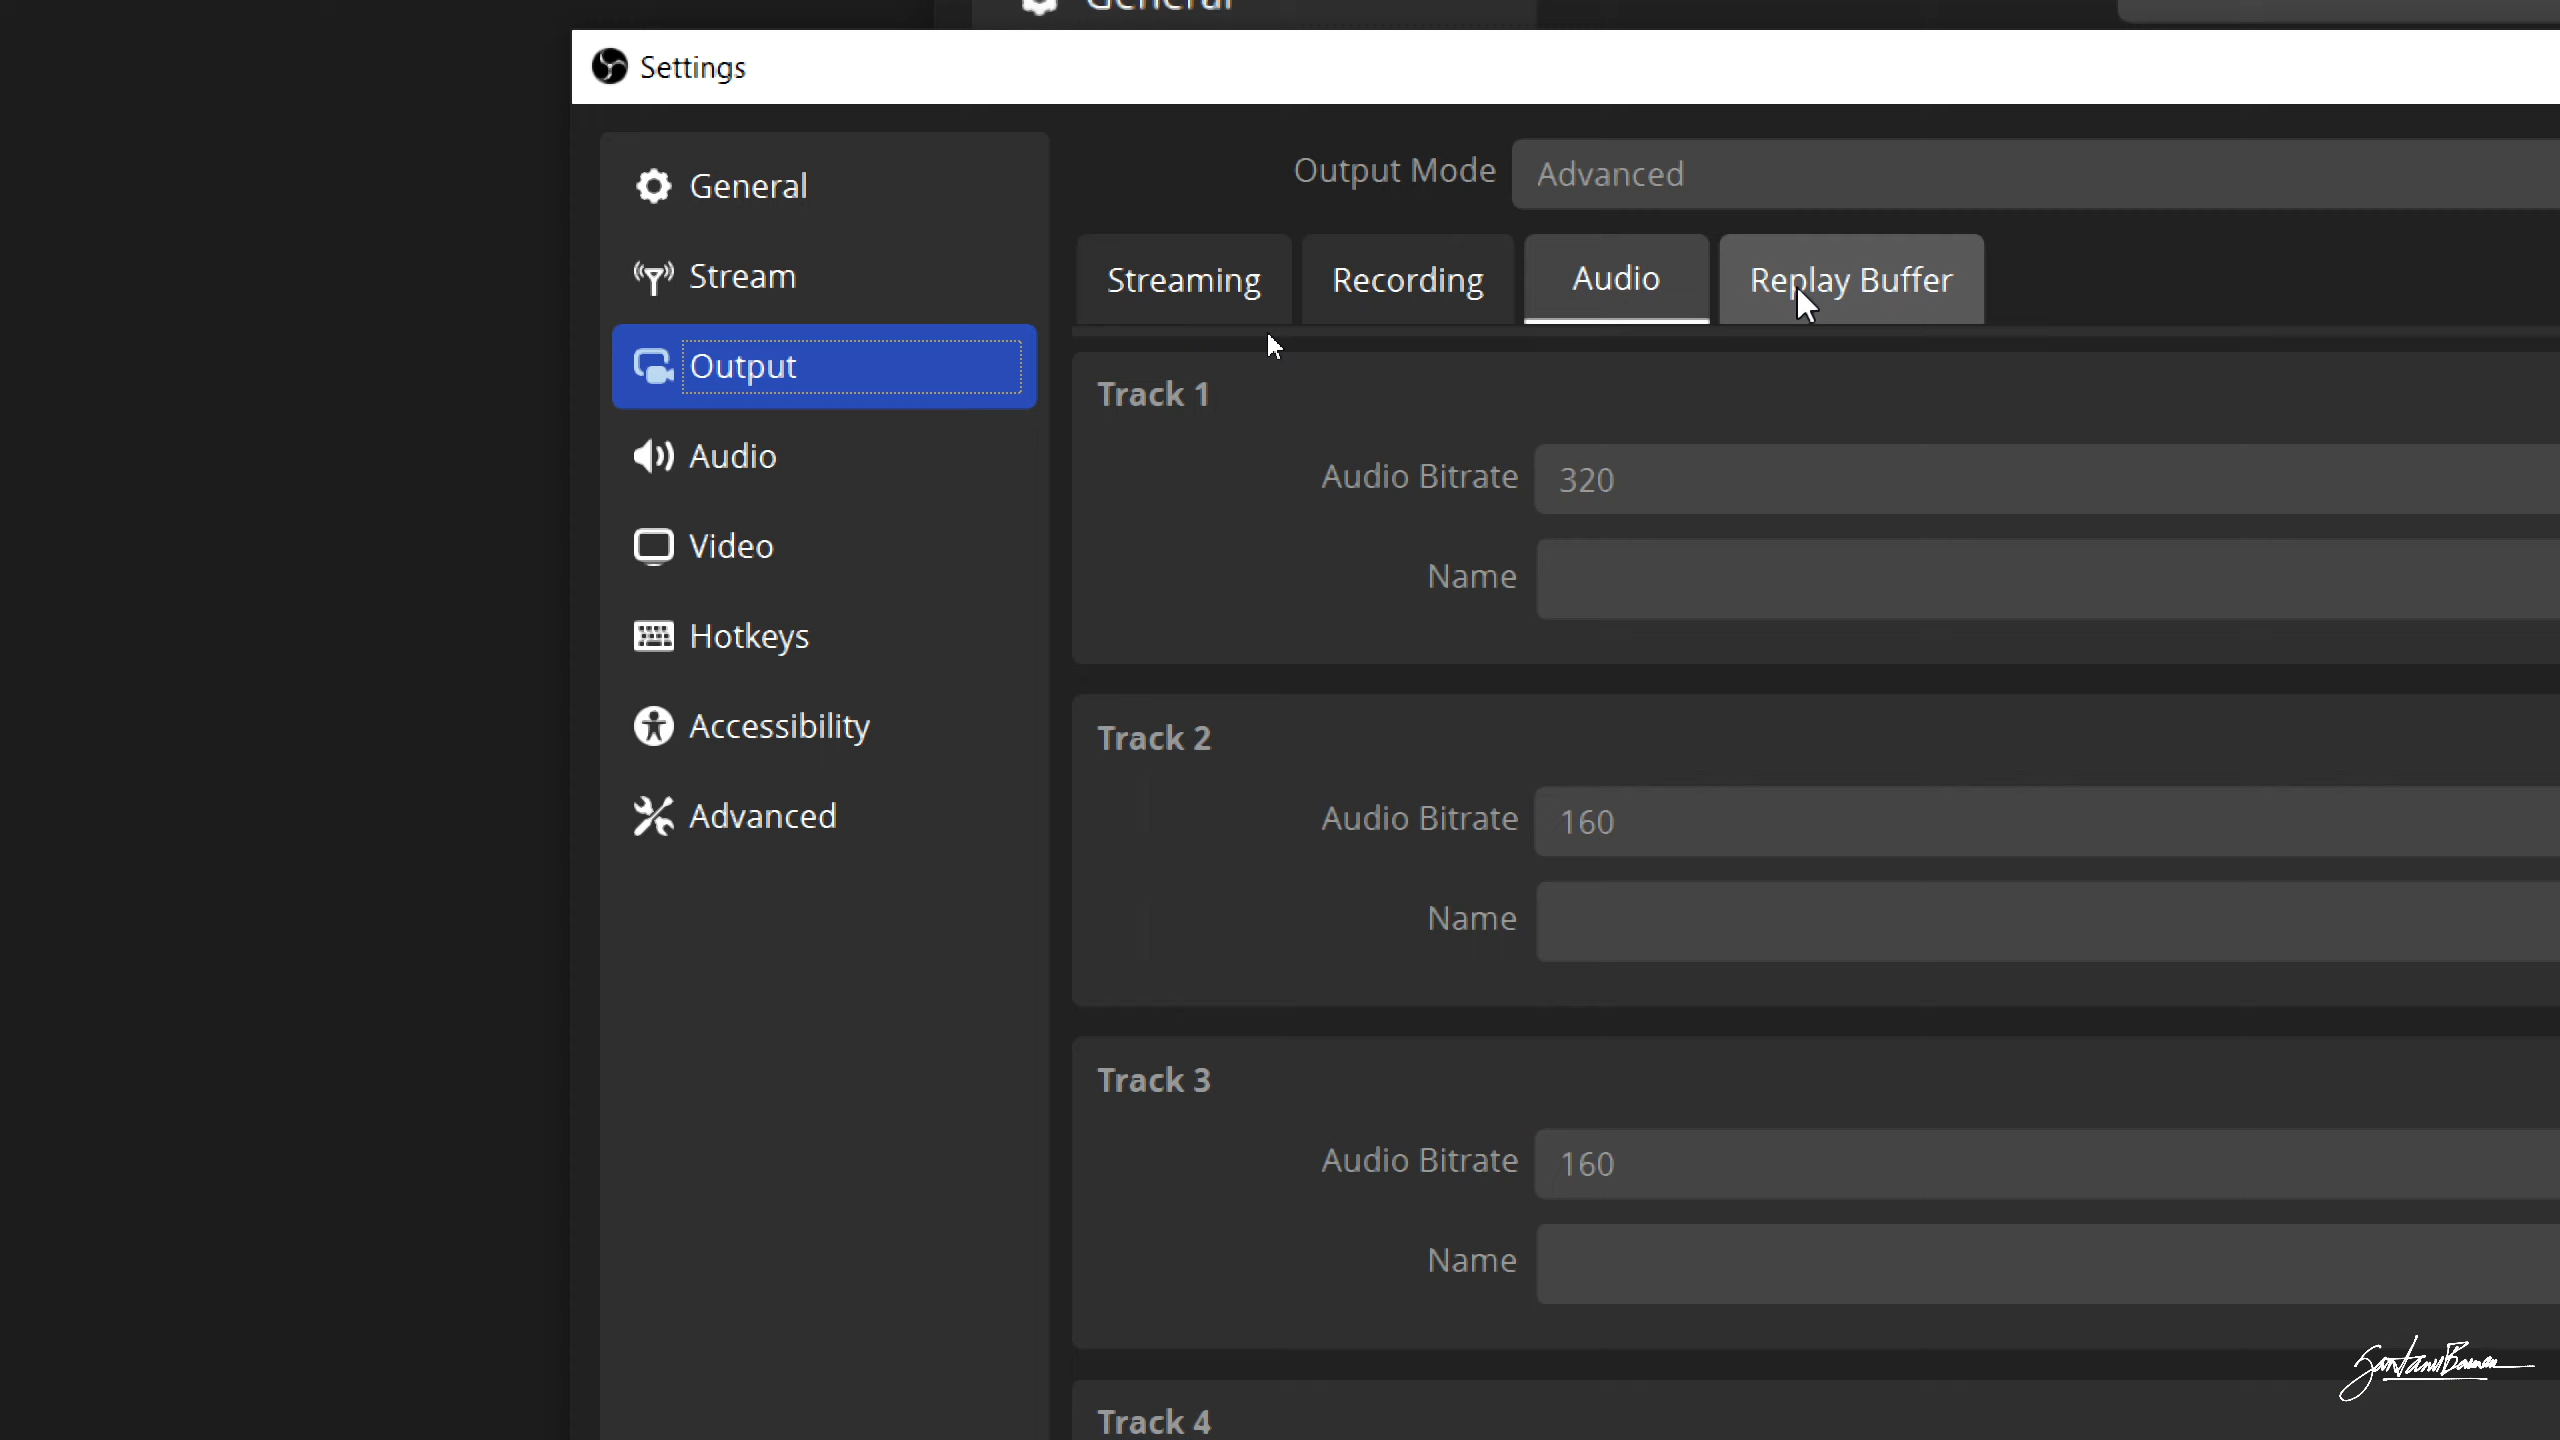 General
Settings
General
Stream
Output
Audio
Video
Hotkeys
Accessibility
Advanced
Output Mode
Advanced
Streaming
Recording
Audio
Replay Buffer
Track 1
Audio Bitrate
320
Name
Track 2
Audio Bitrate
160
Name
Track 3
Audio Bitrate
160
Name
Track 4